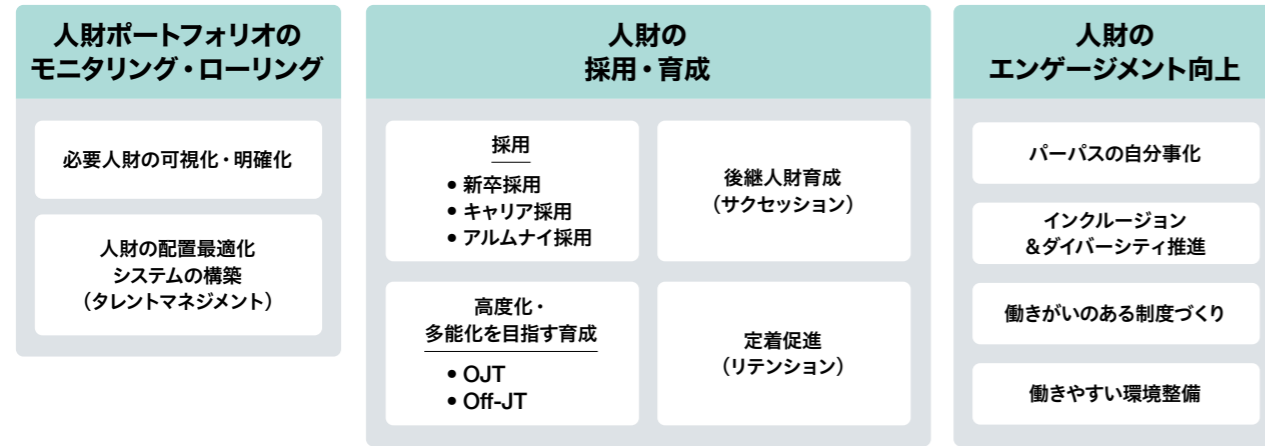 人財ポートフォリオの
モニタリング・ローリング
必要人財の可視化・明確化
人財の配置最適化
システムの構築
（タレントマネジメント）
人財の
採用・育成
採用
• 新卒採用
• キャリア採用
• アルムナイ採用
後継人財育成
（サクセッション）
高度化・
多能化を目指す育成
• OJT
• Off-JT
定着促進
（リテンション）
人財の
エンゲージメント向上
パーパスの自分事化
インクルージョン
＆ダイバーシティ推進
働きがいのある制度づくり
働きやすい環境整備